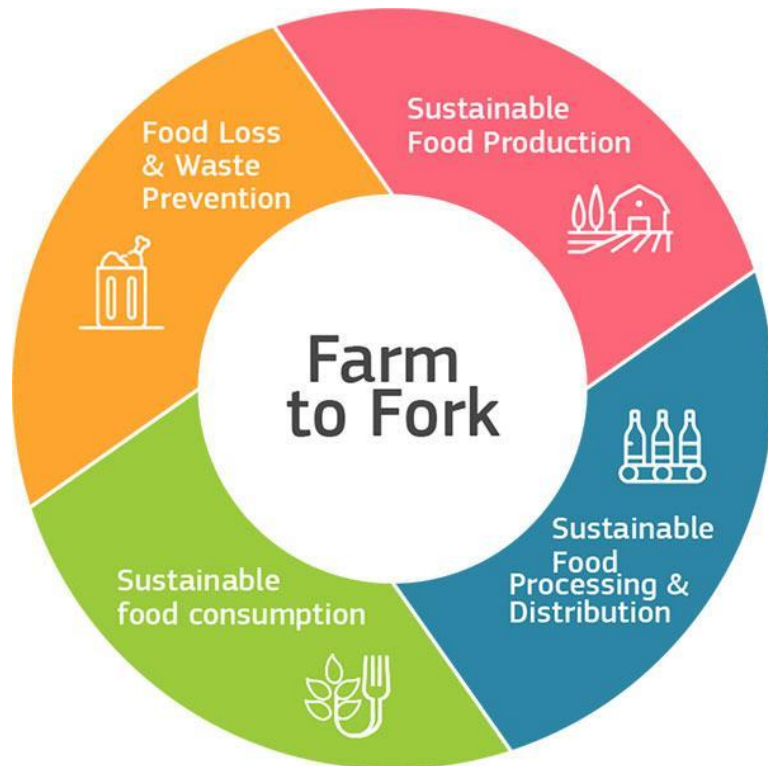 Sustainable
Food Production
Food Loss
& Waste
Prevention
Farm
to Fork
Sustainable
Food
Processing &
Distribution
Sustainable
food consumption